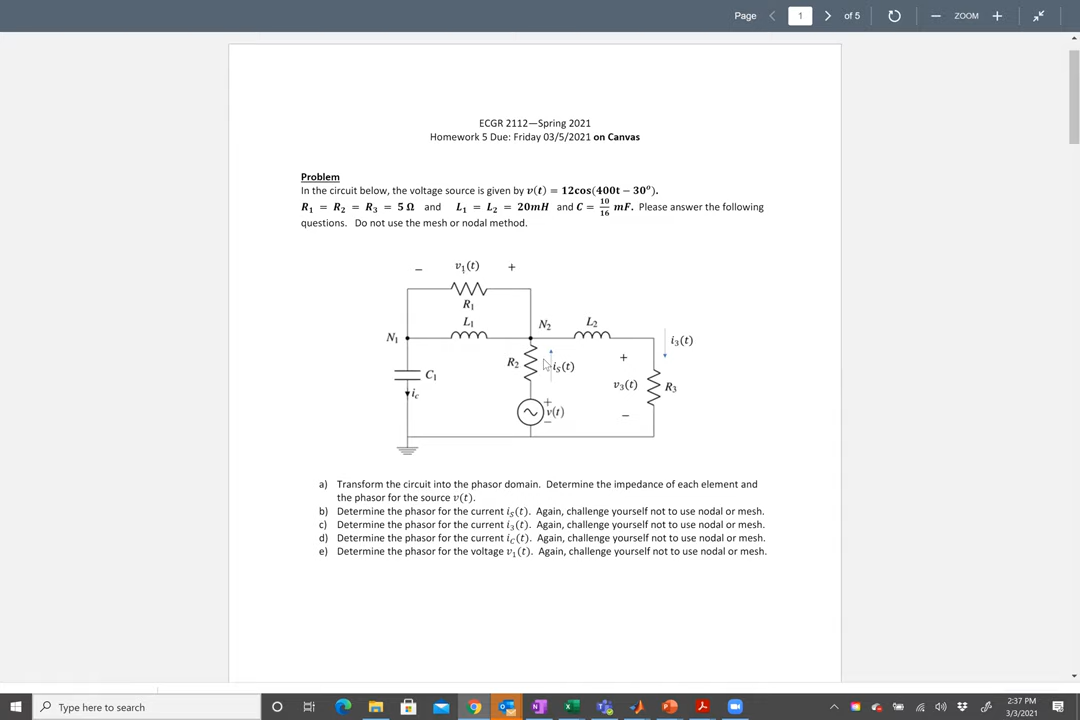 Page 1 of 5 ZOOM
ECGR 2112—Spring 2021
Homework 5 Due: Friday 03/5/2021 on Canvas
Problem
In the circuit below, the voltage source is given by v(t) = 12cos(400t − 30°).
R₁ = R₂ = R₃ = 5 Ω and L₁ = L₂ = 20mH and C = 10/16 mF. Please answer the following
questions. Do not use the mesh or nodal method.
− v₁(t) +
R₁
L₁ N₂ L₂
N₁ i₃(t)
R₂ iₛ(t) +
C₁ v₃(t) R₃
i꜀
+
v(t) −
−
a) Transform the circuit into the phasor domain. Determine the impedance of each element and
the phasor for the source v(t).
b) Determine the phasor for the current iₛ(t). Again, challenge yourself not to use nodal or mesh.
c) Determine the phasor for the current i₃(t). Again, challenge yourself not to use nodal or mesh.
d) Determine the phasor for the current i꜀(t). Again, challenge yourself not to use nodal or mesh.
e) Determine the phasor for the voltage v₁(t). Again, challenge yourself not to use nodal or mesh.
Type here to search
2:37 PM
3/3/2021